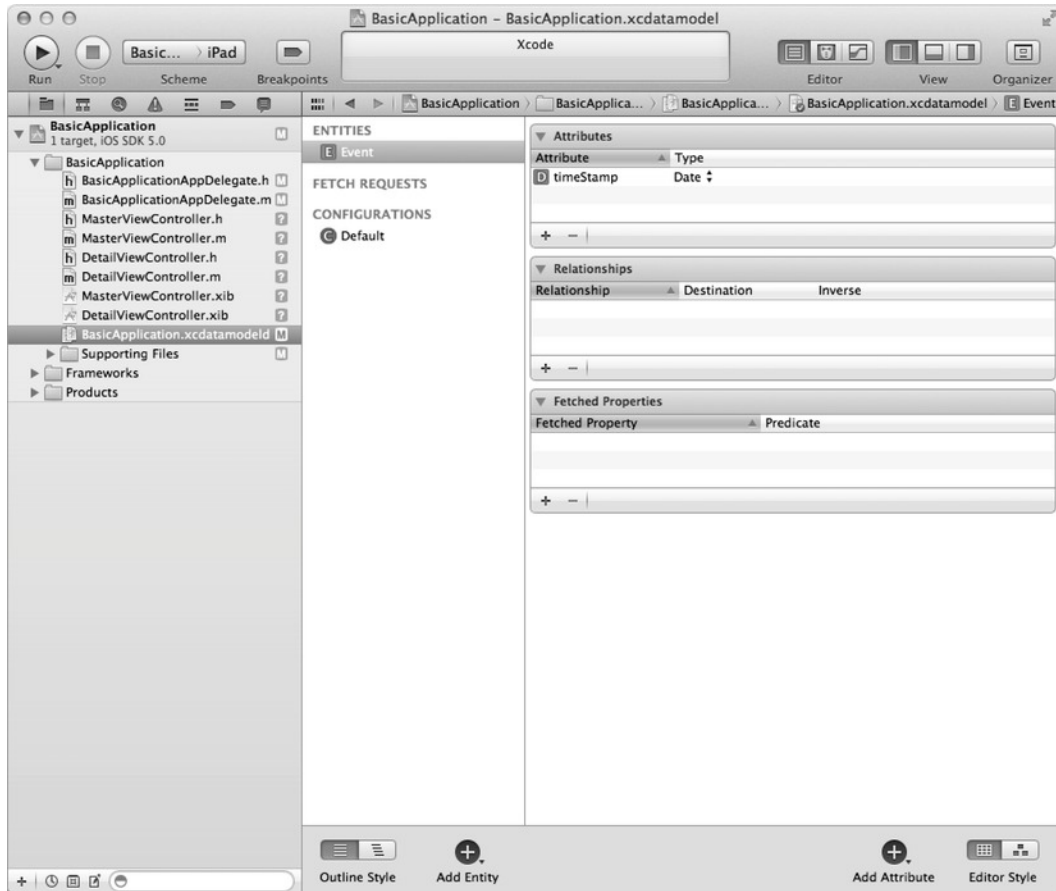 BasicApplication – BasicApplication.xcdatamodel
Basic... iPad
Xcode
Run Stop Scheme Breakpoints Editor View Organizer
BasicApplication BasicApplica... BasicApplica... BasicApplication.xcdatamodel E Event
BasicApplication M
1 target, iOS SDK 5.0
BasicApplication
h BasicApplicationAppDelegate.h M
m BasicApplicationAppDelegate.m M
h MasterViewController.h ?
m MasterViewController.m ?
h DetailViewController.h ?
m DetailViewController.m ?
MasterViewController.xib ?
DetailViewController.xib ?
BasicApplication.xcdatamodeld M
Supporting Files M
Frameworks
Products
ENTITIES
E Event
FETCH REQUESTS
CONFIGURATIONS
C Default
Attributes
Attribute Type
D timeStamp Date
+ −
Relationships
Relationship Destination Inverse
+ −
Fetched Properties
Fetched Property Predicate
+ −
Outline Style Add Entity Add Attribute Editor Style